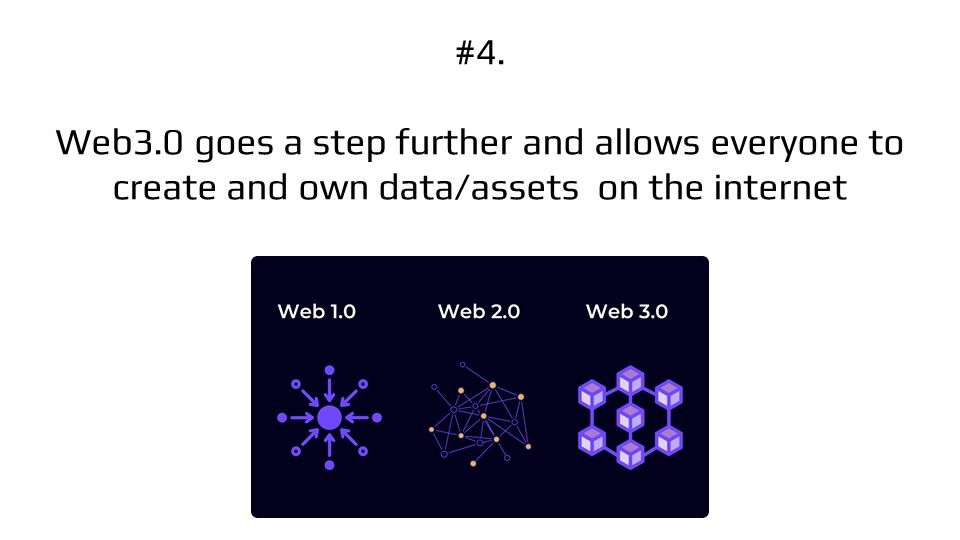 #4.
Web3.0 goes a step further and allows everyone to
create and own data/assets  on the internet
Web 1.0
Web 2.0
Web 3.0